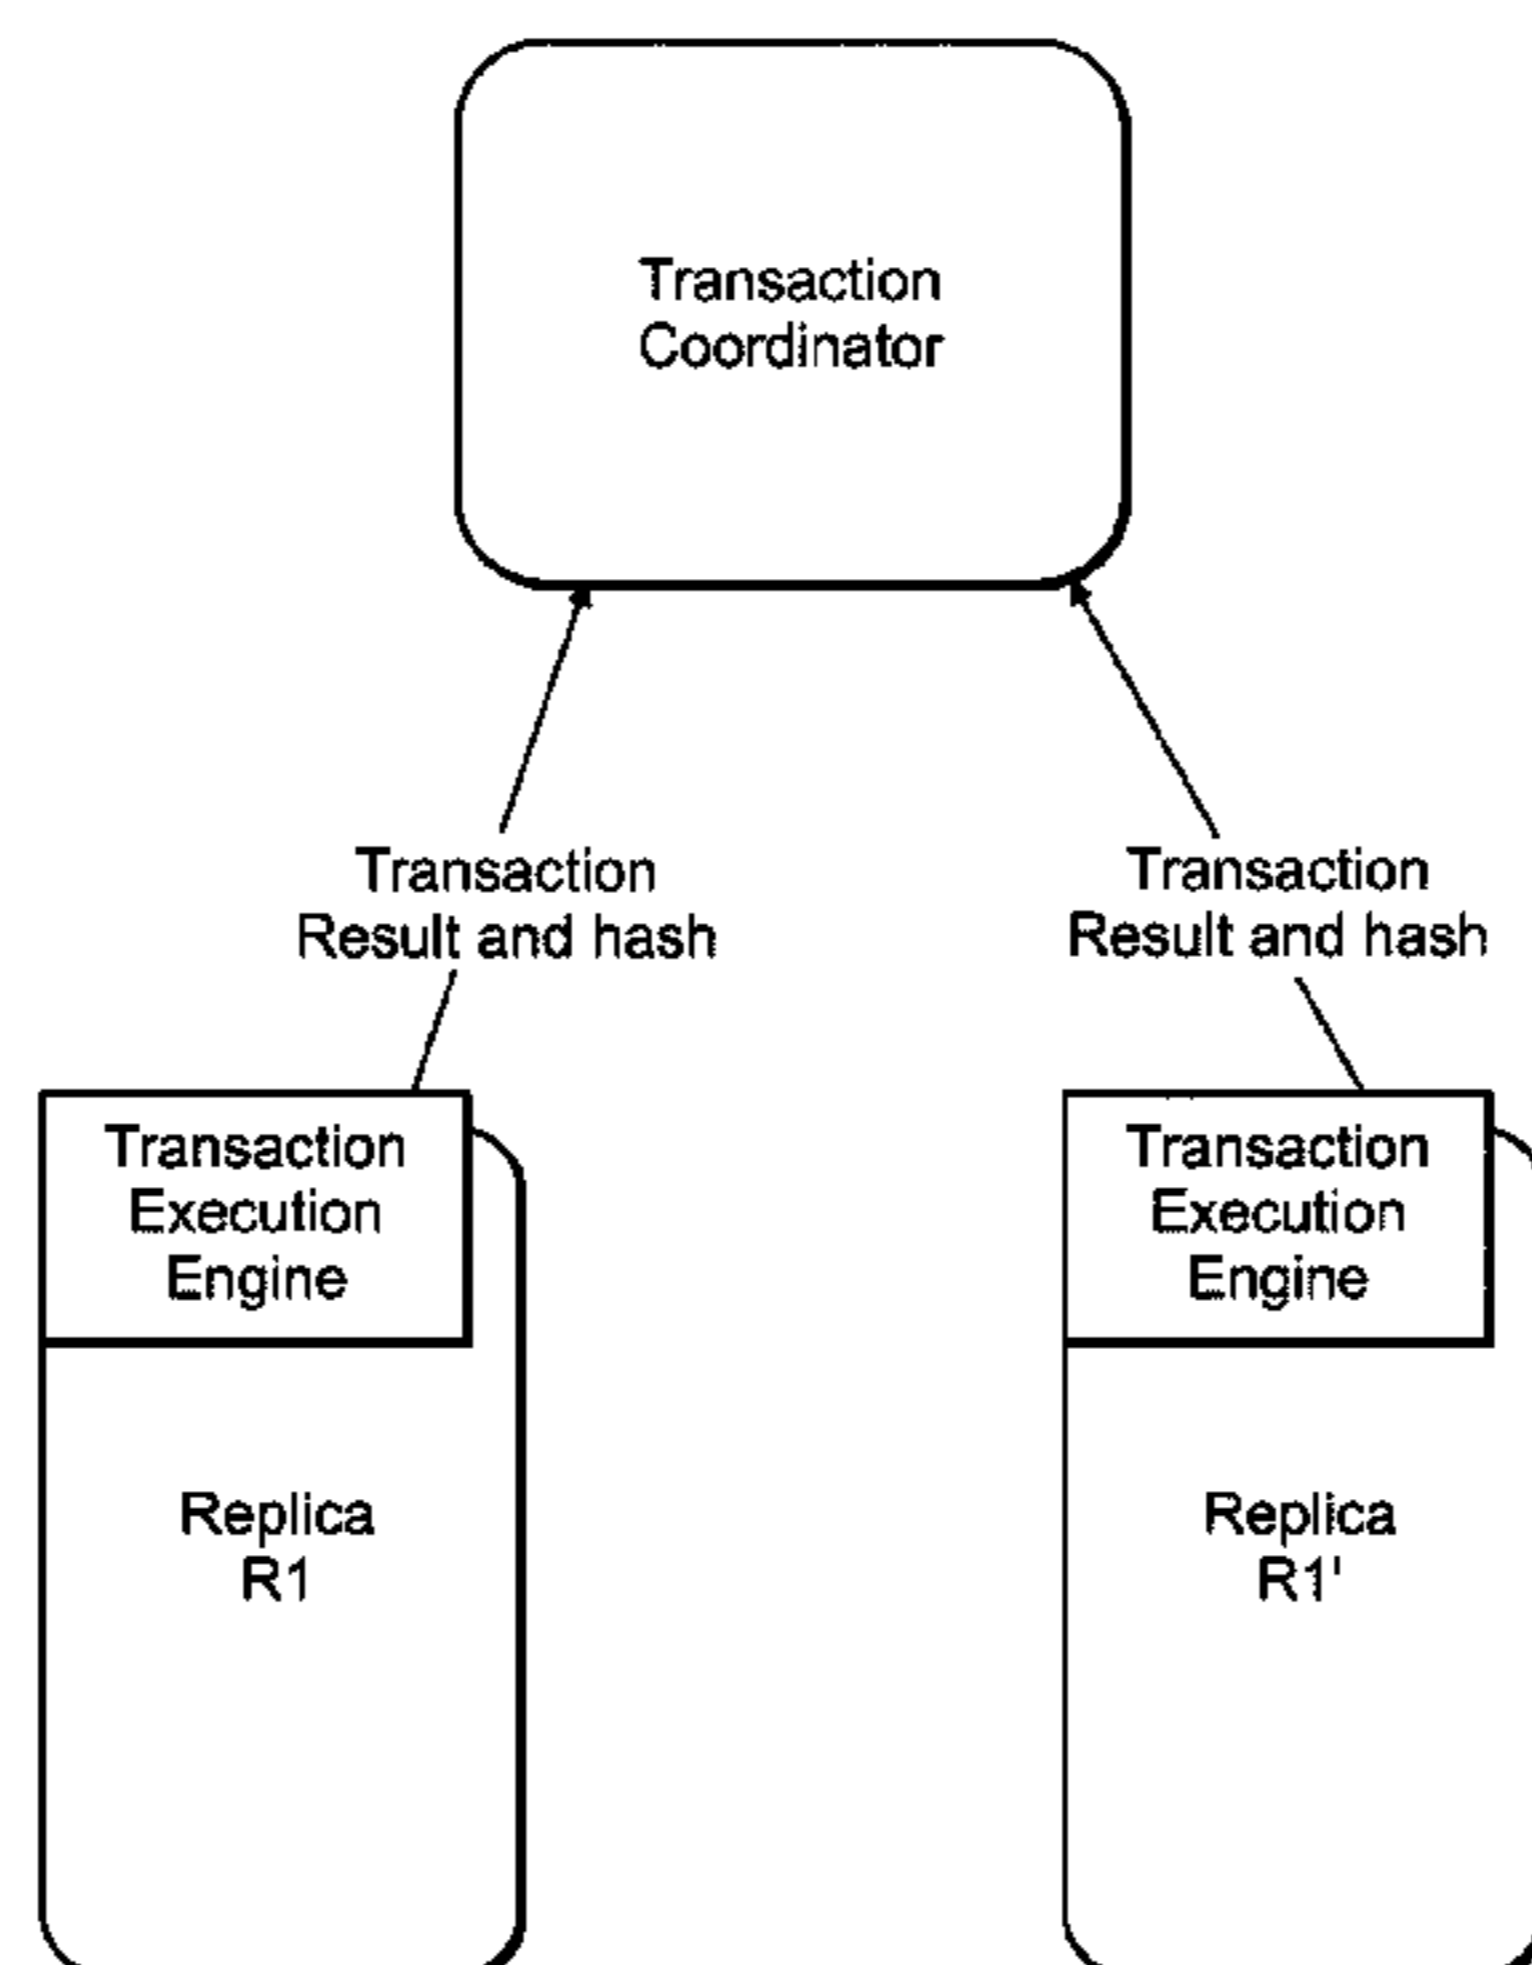 Transaction
Coordinator
Transaction
Result and hash
Transaction
Result and hash
Transaction
Execution
Engine
Transaction
Execution
Engine
Replica
R1
Replica
R1'